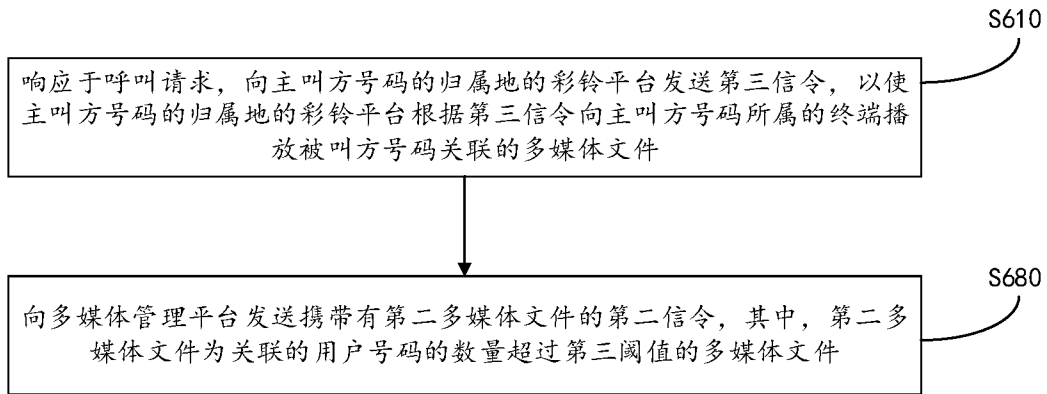 S610
响应于呼叫请求，向主叫方号码的归属地的彩铃平台发送第三信令，以使
主叫方号码的归属地的彩铃平台根据第三信令向主叫方号码所属的终端播
放被叫方号码关联的多媒体文件
S680
向多媒体管理平台发送携带有第二多媒体文件的第二信令，其中，第二多
媒体文件为关联的用户号码的数量超过第三阈值的多媒体文件